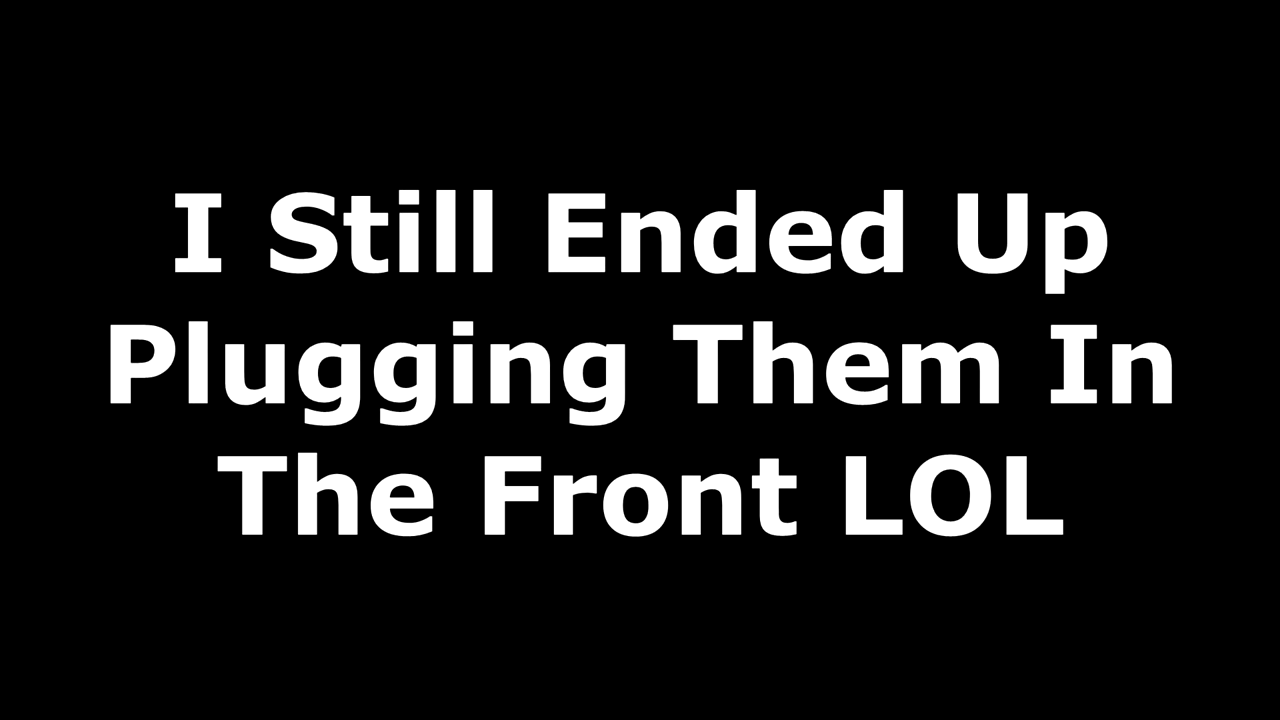 I Still Ended Up
Plugging Them In
The Front LOL